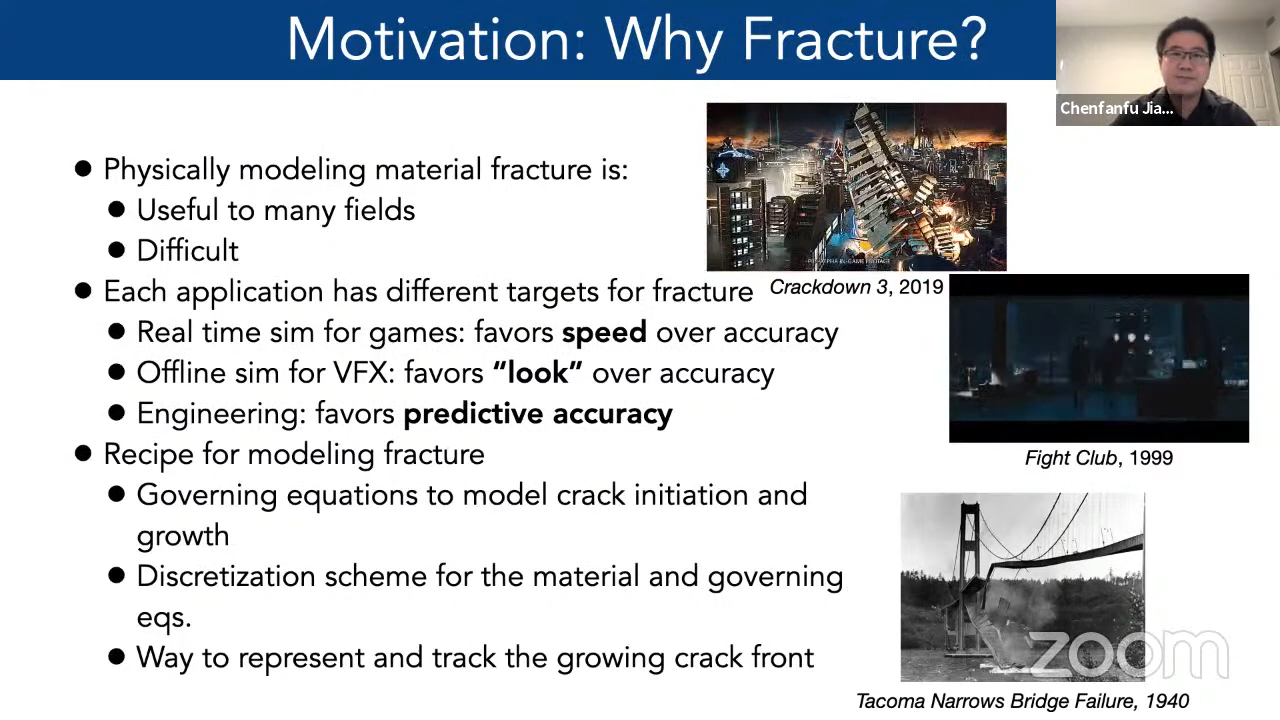 Motivation: Why Fracture?
Chenfanfu Jia...
● Physically modeling material fracture is:
● Useful to many fields
● Difficult
● Each application has different targets for fracture
Crackdown 3, 2019
● Real time sim for games: favors speed over accuracy
● Offline sim for VFX: favors “look” over accuracy
● Engineering: favors predictive accuracy
Fight Club, 1999
● Recipe for modeling fracture
● Governing equations to model crack initiation and
growth
● Discretization scheme for the material and governing
eqs.
● Way to represent and track the growing crack front
zoom
Tacoma Narrows Bridge Failure, 1940